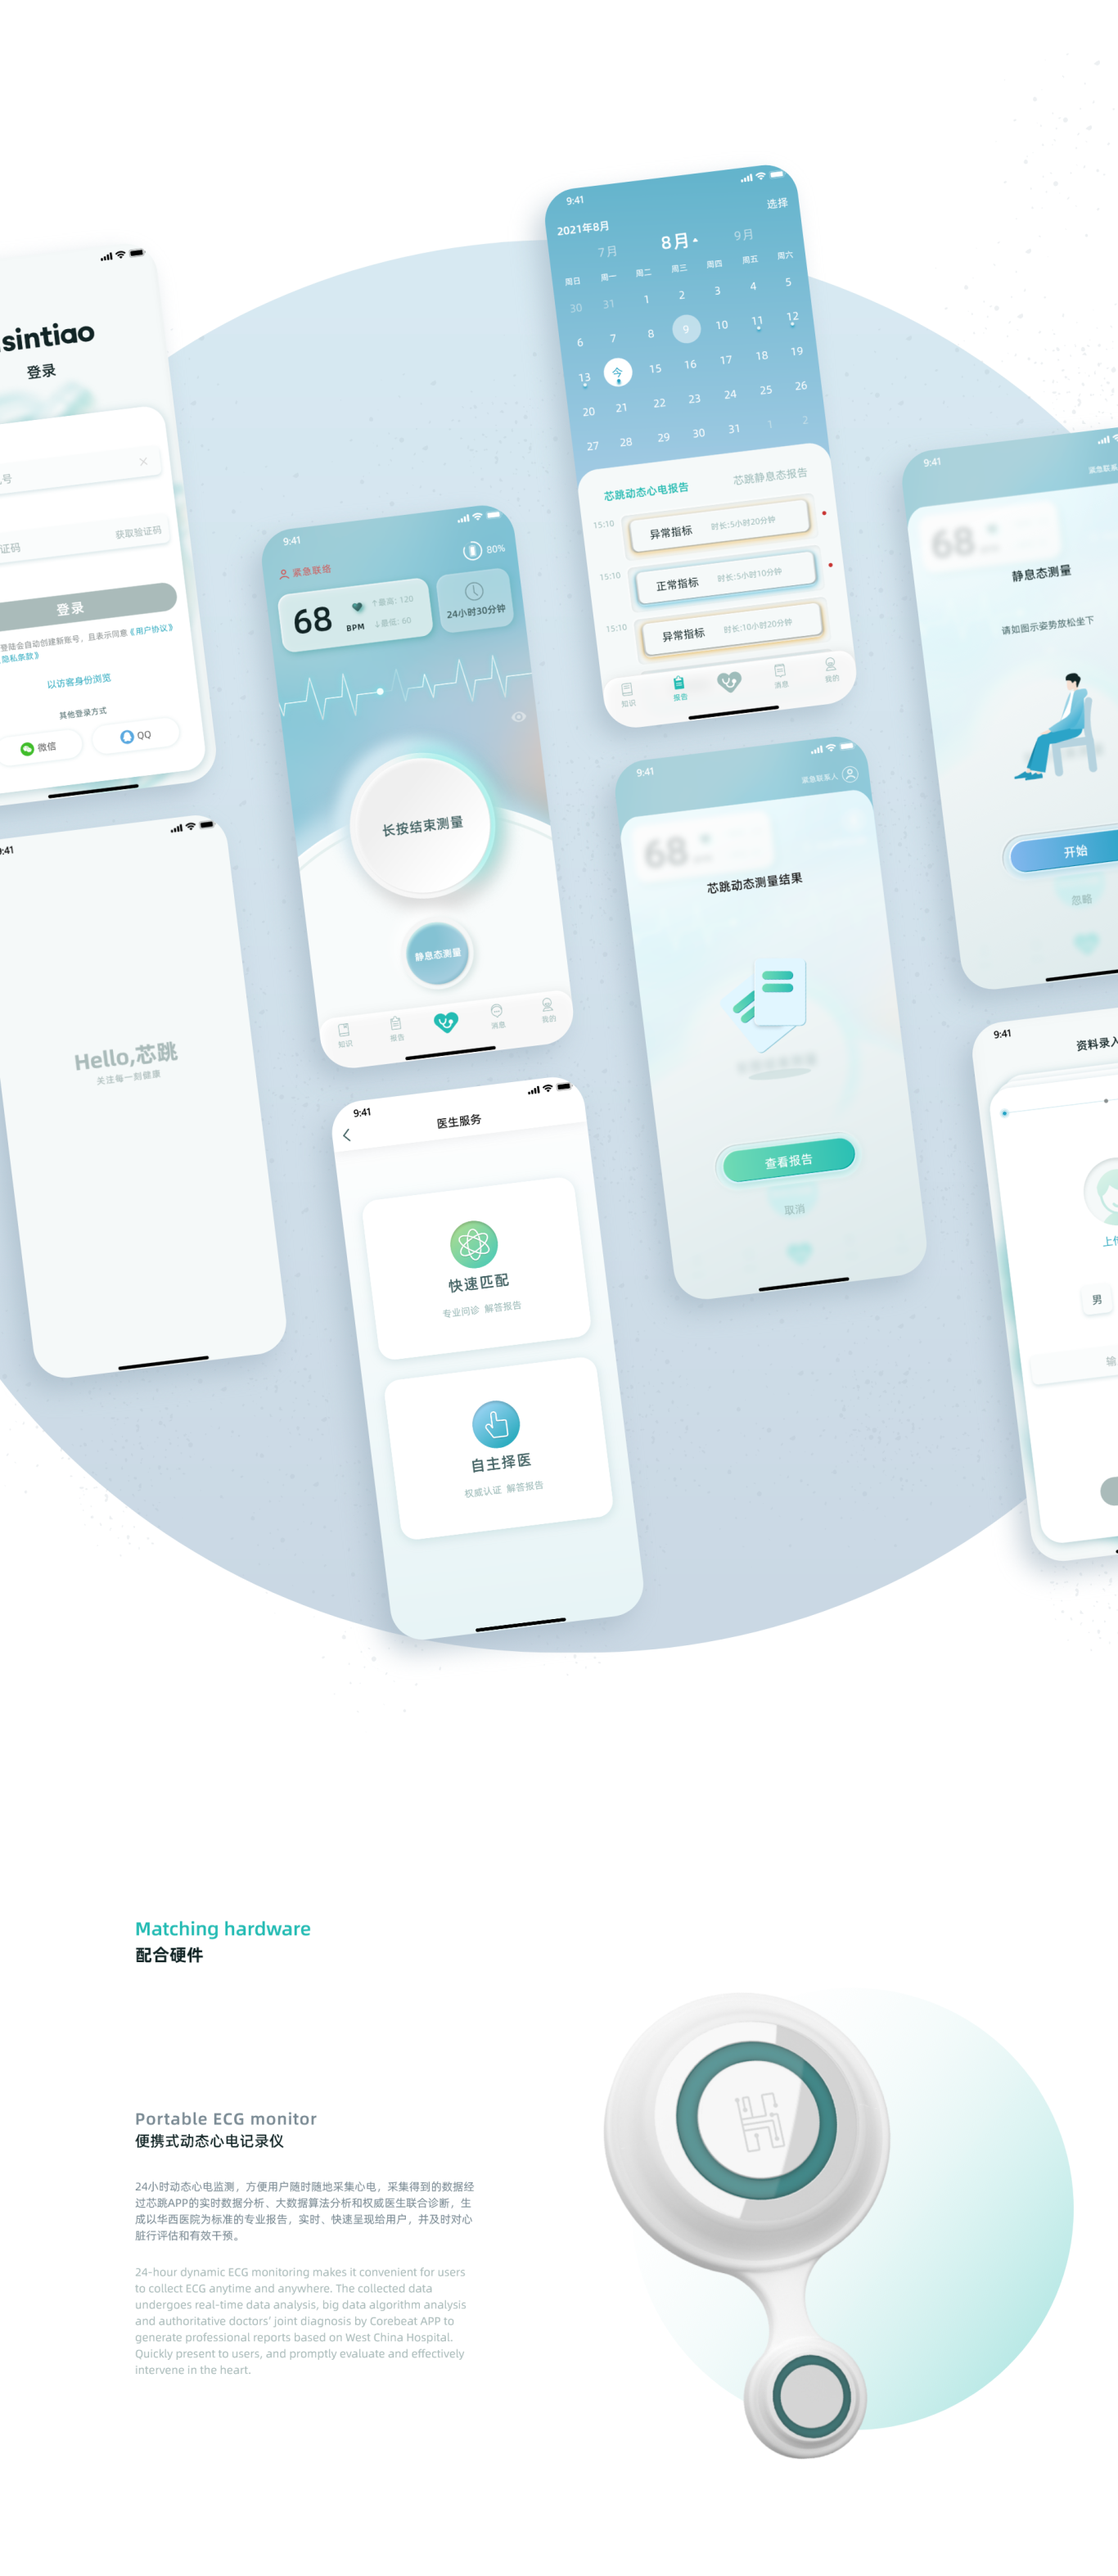 sintiao
登录
号
证码
获取验证码
登录
登陆会自动创建新账号，且表示同意《用户协议》
隐私条款》
以访客身份浏览
其他登录方式
微信
QQ
9:41
Hello,芯跳
关注每一刻健康
9:41
80%
紧急联络
68
BPM
↑最高: 120
↓最低: 60
24小时30分钟
长按结束测量
静息态测量
知识
报告
消息
我的
9:41
医生服务
快速匹配
专业问诊 解答报告
自主择医
权威认证 解答报告
9:41
选择
2021年8月
7月
8月
9月
周日 周一 周二 周三 周四 周五 周六
30 31 1 2 3 4 5
6 7 8 9 10 11 12
13 今 15 16 17 18 19
20 21 22 23 24 25 26
27 28 29 30 31 1 2
芯跳动态心电报告
芯跳静息态报告
15:10
异常指标
时长:5小时20分钟
15:10
正常指标
时长:5小时10分钟
15:10
异常指标
时长:10小时20分钟
知识
报告
消息
我的
9:41
紧急联系人
68
芯跳动态测量结果
查看报告
取消
9:41
紧急联系
68
静息态测量
请如图示姿势放松坐下
开始
忽略
9:41
资料录入
上传
男
输
Matching hardware
配合硬件
Portable ECG monitor
便携式动态心电记录仪
24小时动态心电监测，方便用户随时随地采集心电，采集得到的数据经
过芯跳APP的实时数据分析、大数据算法分析和权威医生联合诊断，生
成以华西医院为标准的专业报告，实时、快速呈现给用户，并及时对心
脏行评估和有效干预。
24-hour dynamic ECG monitoring makes it convenient for users
to collect ECG anytime and anywhere. The collected data
undergoes real-time data analysis, big data algorithm analysis
and authoritative doctors' joint diagnosis by Corebeat APP to
generate professional reports based on West China Hospital.
Quickly present to users, and promptly evaluate and effectively
intervene in the heart.